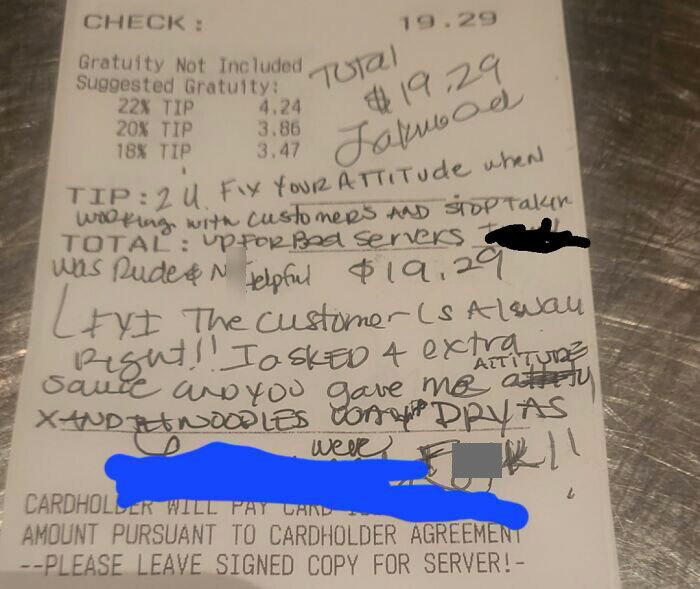 CHECK: 19.29
Gratuity Not Included
Suggested Gratuity:
22% TIP 4.24
20% TIP 3.86
18% TIP 3.47
Total
$19.29
TIP: 2 U. FIX YOUR ATTITUDE when
working with customers AND STOP TAKIN
TOTAL: UP FOR Bad servers
was Rude & N elpful $19.29
FYI The customer is Alway
Right!! I asked 4 extra
sauce and you gave me ATTITUDE
X AND NOODLES DRY AS
were F K!!
CARDHOLDER WILL PAY CARD
AMOUNT PURSUANT TO CARDHOLDER AGREEMENT
--PLEASE LEAVE SIGNED COPY FOR SERVER!-